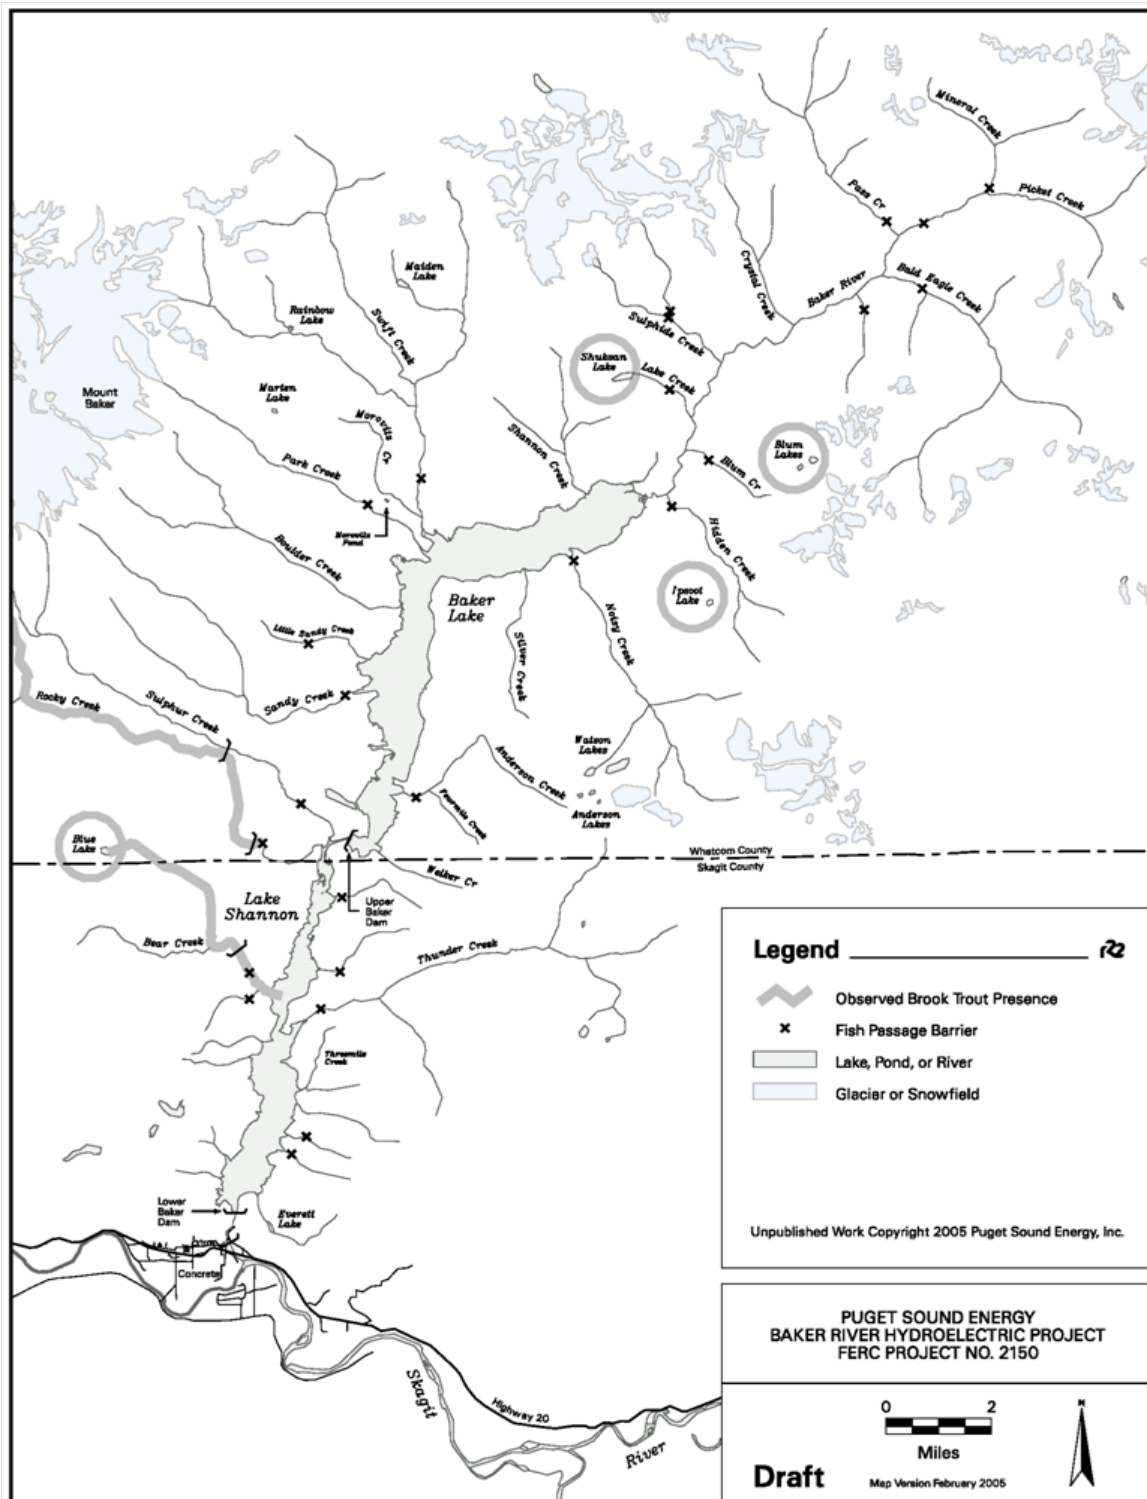 Mineral Creek
Picket Creek
Pass Cr
Bald Eagle Creek
Baker River
Crystal Creek
Maiden
Lake
Rainbow
Lake
Swift Creek
Sulphide Creek
Shuksan
Lake
Lake Creek
Mount
Baker
Marten
Lake
Morovits Cr
Shannon Creek
Blum
Lakes
Blum Cr
Park Creek
Morovits
Pond
Hidden Creek
Boulder Creek
Baker
Lake
Ipsoot
Lake
Noisy Creek
Little Sandy Creek
Silver Creek
Sandy Creek
Rocky Creek
Sulphur Creek
Watson
Lakes
Anderson Creek
Fourmile Creek
Anderson
Lakes
Blue
Lake
Whatcom County
Skagit County
Welker Cr
Lake
Shannon
Upper
Baker
Dam
Bear Creek
Thunder Creek
Threemile
Creek
Lower
Baker
Dam
Everett
Lake
Concrete
Skagit
River
Highway 20
Legend
Observed Brook Trout Presence
Fish Passage Barrier
Lake, Pond, or River
Glacier or Snowfield
Unpublished Work Copyright 2005 Puget Sound Energy, Inc.
PUGET SOUND ENERGY
BAKER RIVER HYDROELECTRIC PROJECT
FERC PROJECT NO. 2150
0 2
Miles
N
Draft
Map Version February 2005